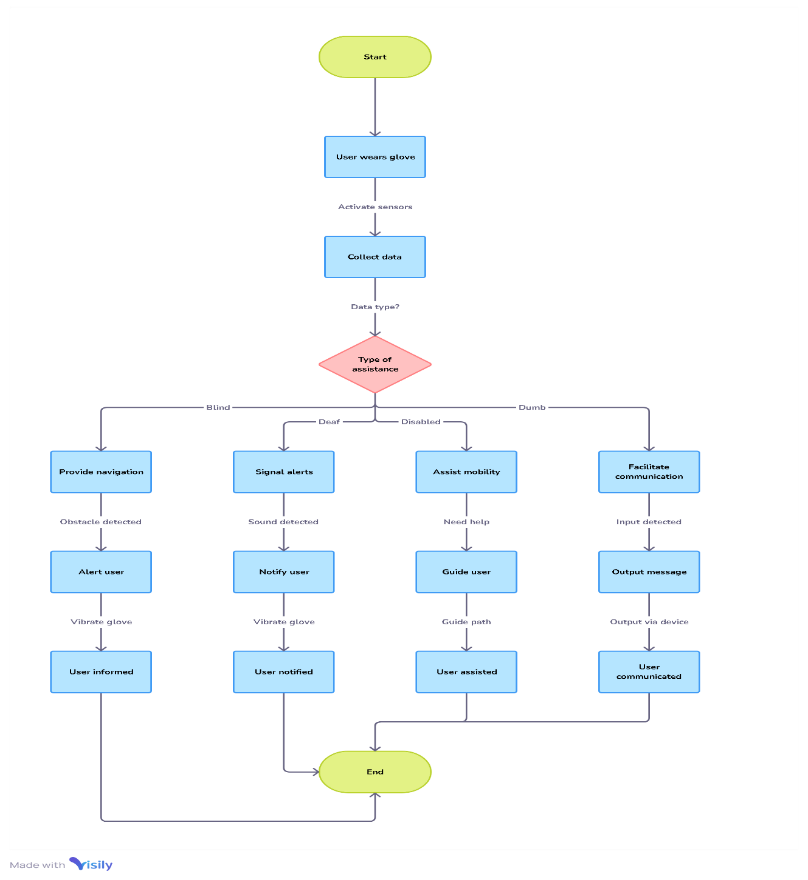 Start
User wears glove
Activate sensors
Collect data
Data type?
Type of
assistance
Blind
Deaf
Disabled
Dumb
Provide navigation
Signal alerts
Assist mobility
Facilitate
communication
Obstacle detected
Sound detected
Need help
Input detected
Alert user
Notify user
Guide user
Output message
Vibrate glove
Vibrate glove
Guide path
Output via device
User informed
User notified
User assisted
User
communicated
End
Made with Visily